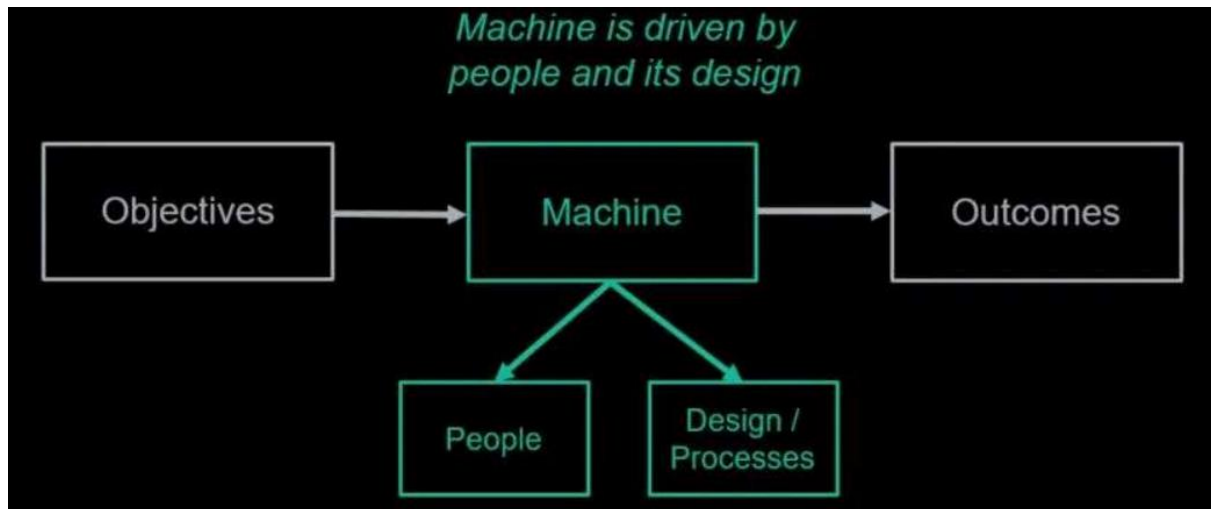 Machine is driven by
people and its design
Objectives
Machine
Outcomes
People
Design /
Processes